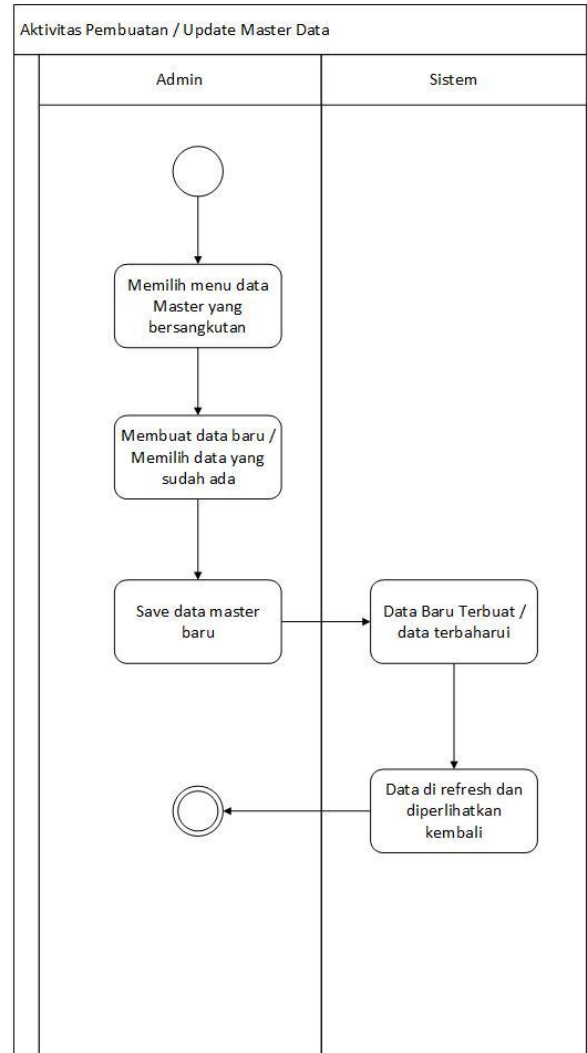 Aktivitas Pembuatan / Update Master Data
Admin
Sistem
Memilih menu data
Master yang
bersangkutan
Membuat data baru /
Memilih data yang
sudah ada
Save data master
baru
Data Baru Terbuat /
data terbaharui
Data di refresh dan
diperlihatkan
kembali